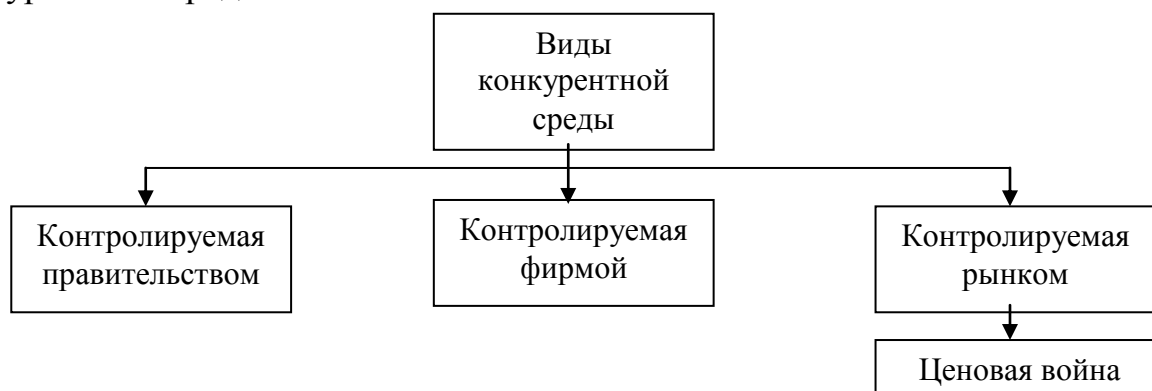 Виды
конкурентной
среды
Контролируемая
правительством
Контролируемая
фирмой
Контролируемая
рынком
Ценовая война